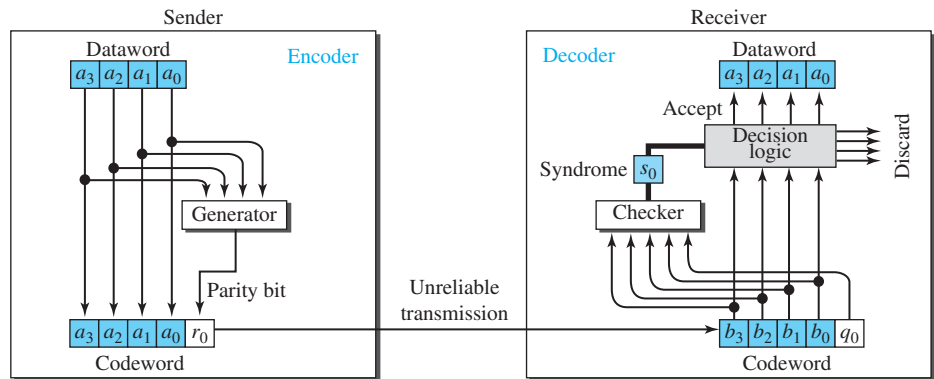 Sender
Encoder
Dataword
a3 a2 a1 a0
Generator
Parity bit
a3 a2 a1 a0 r0
Codeword
Unreliable
transmission
Receiver
Decoder
Dataword
a3 a2 a1 a0
Accept
Decision
logic
Discard
Syndrome
s0
Checker
b3 b2 b1 b0 q0
Codeword